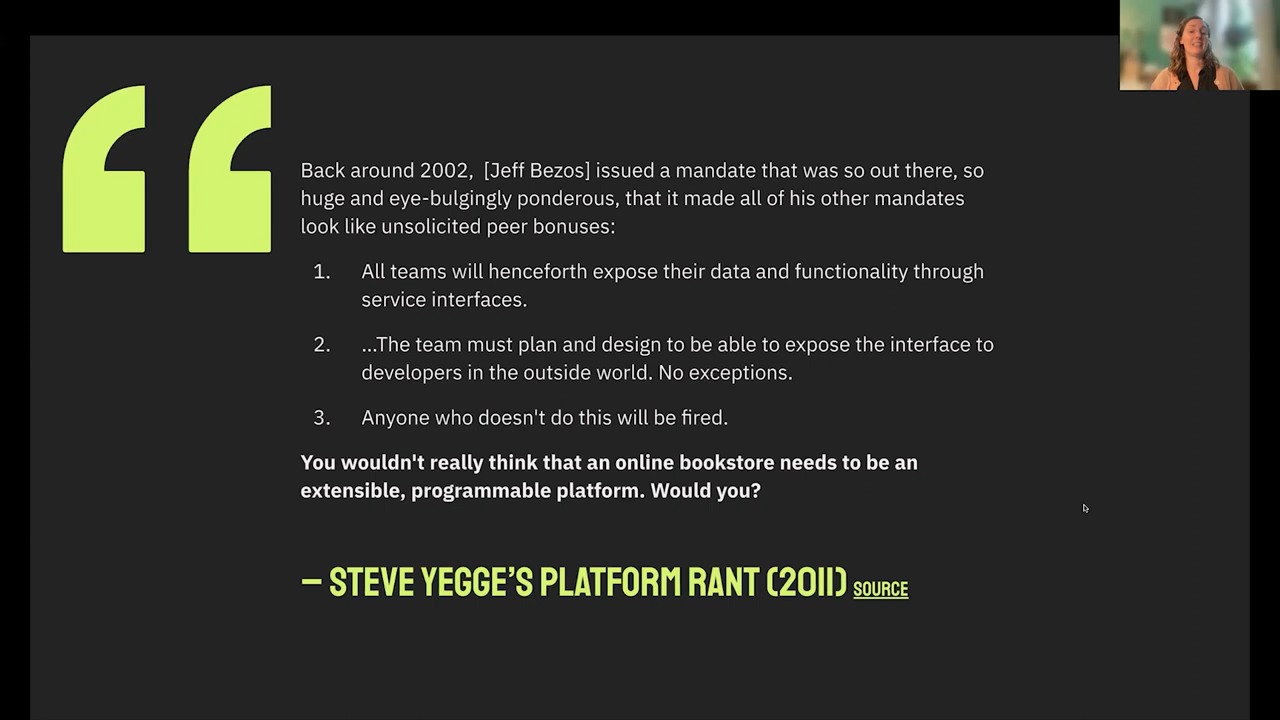 Back around 2002, [Jeff Bezos] issued a mandate that was so out there, so
huge and eye-bulgingly ponderous, that it made all of his other mandates
look like unsolicited peer bonuses:
1. All teams will henceforth expose their data and functionality through
service interfaces.
2. ...The team must plan and design to be able to expose the interface to
developers in the outside world. No exceptions.
3. Anyone who doesn't do this will be fired.
You wouldn't really think that an online bookstore needs to be an
extensible, programmable platform. Would you?
– STEVE YEGGE’S PLATFORM RANT (2011) SOURCE